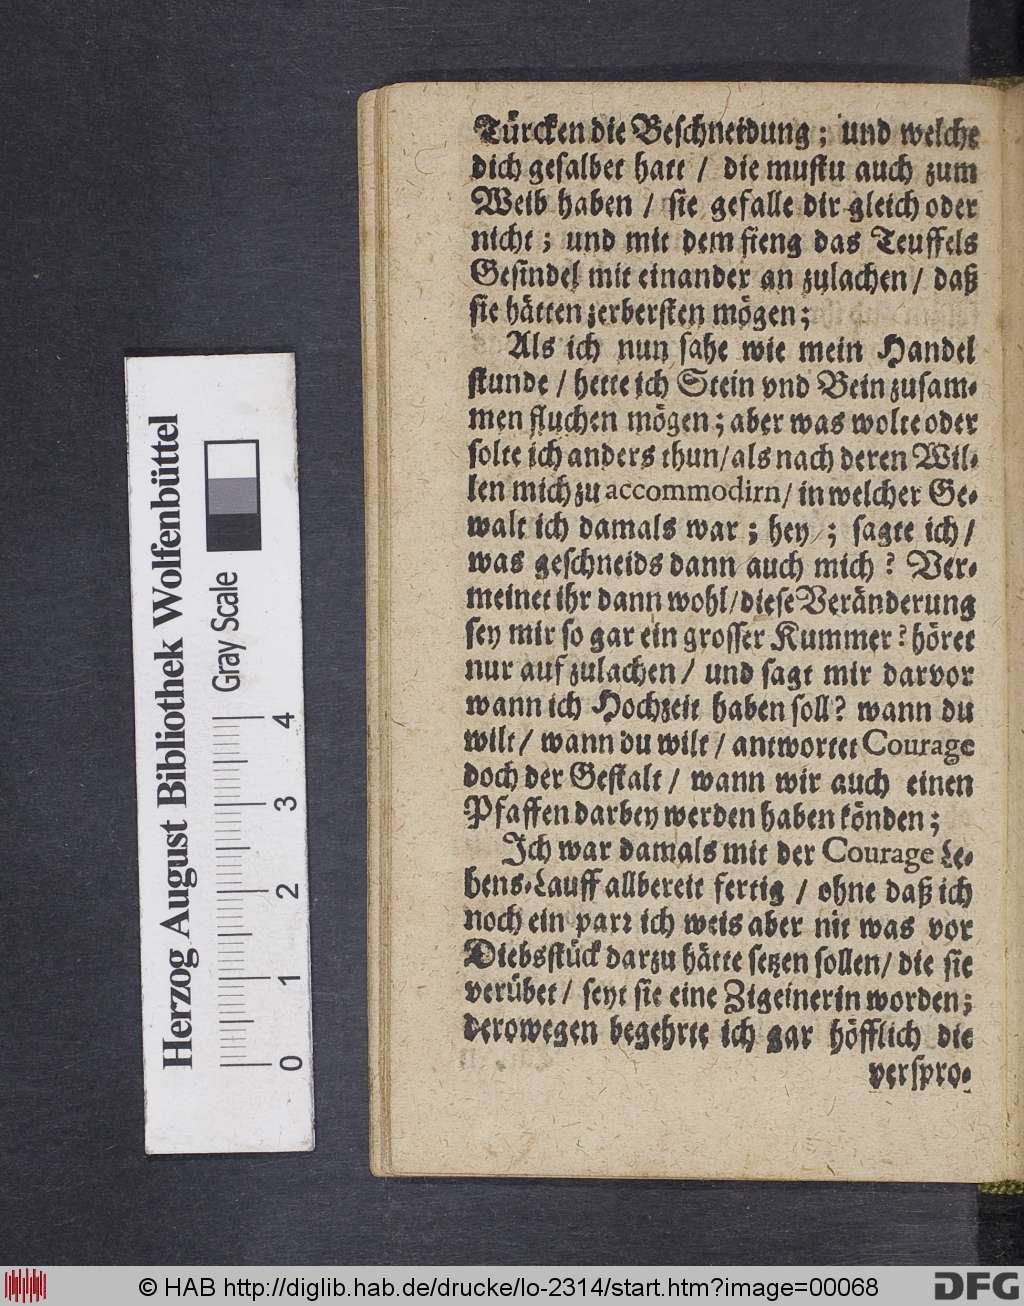 Türcken die Beschneidung; und welche
dich gesalbet hatt / die mustu auch zum
Weib haben / sie gefalle dir gleich oder
nicht; und mit dem fieng das Teuffels
Gesindel mit einander an zulachen / daß
sie hätten zerbersten mögen;
Als ich nun sahe wie mein Handel
stunde / hette ich Stein vnd Bein zusam-
men fluchen mögen; aber was wolte oder
solte ich anders thun/ als nach deren Wil-
len mich zu accommodirn / in welcher Ge-
walt ich damals war; hey /; sagte ich /
was geschneids dann auch mich? Ver-
meinet ihr dann wohl/ diese Veränderung
sey mir so gar ein grosser Kummer? höret
nur auf zulachen / und sagt mir darvor
wann ich Hochzeit haben soll? wann du
wilt / wann du wilt / antwortet Courage
doch der Gestalt / wann wir auch einen
Pfaffen darbey werden haben könden;
Ich war damals mit der Courage Le-
bens-Lauff allbereit fertig / ohne daß ich
noch ein parꝛ ich weis aber nit was vor
Diebsstück darzu hätte setzen sollen/ die sie
verübet / seyt sie eine Zigeinerin worden;
derowegen begehrte ich gar höfflich die
verspro-
Herzog August Bibliothek Wolfenbüttel
Gray Scale
0 1 2 3 4
© HAB http://diglib.hab.de/drucke/lo-2314/start.htm?image=00068
DFG